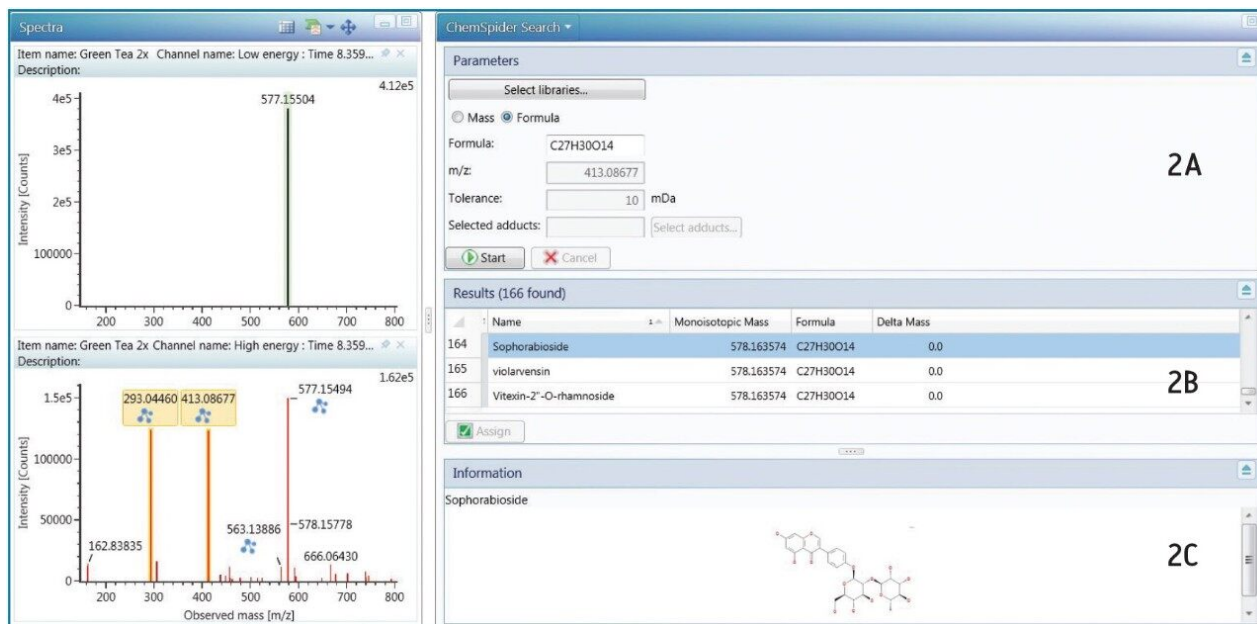 Spectra
Item name: Green Tea 2x Channel name: Low energy : Time 8.359...
Description:
4.12e5
577.15504
4e5
3e5
2e5
100000
0
Intensity [Counts]
200 300 400 500 600 700 800
Item name: Green Tea 2x Channel name: High energy : Time 8.359...
Description:
1.62e5
577.15494
293.04460 413.08677
1.5e5
100000
50000
0
Intensity [Counts]
162.83835
563.13886
578.15778
666.06430
200 300 400 500 600 700 800
Observed mass [m/z]
ChemSpider Search
Parameters
Select libraries...
Mass Formula
Formula: C27H30O14
m/z: 413.08677
Tolerance: 10 mDa
Selected adducts: Select adducts...
Start Cancel
2A
Results (166 found)
Name 1 Monoisotopic Mass Formula Delta Mass
164 Sophorabioside 578.163574 C27H30O14 0.0
165 violarvensin 578.163574 C27H30O14 0.0
166 Vitexin-2"-O-rhamnoside 578.163574 C27H30O14 0.0
2B
Assign
Information
Sophorabioside
2C